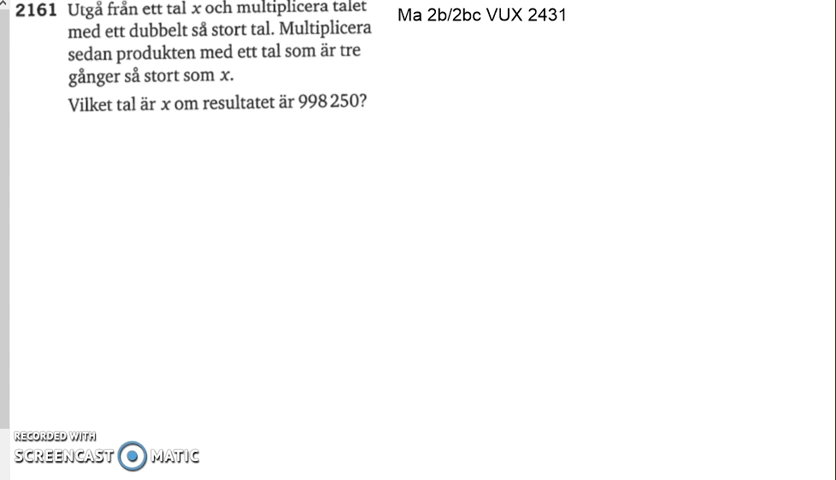 2161 Utgå från ett tal x och multiplicera talet
med ett dubbelt så stort tal. Multiplicera
sedan produkten med ett tal som är tre
gånger så stort som x.
Vilket tal är x om resultatet är 998 250?
Ma 2b/2bc VUX 2431
RECORDED WITH
SCREENCAST MATIC